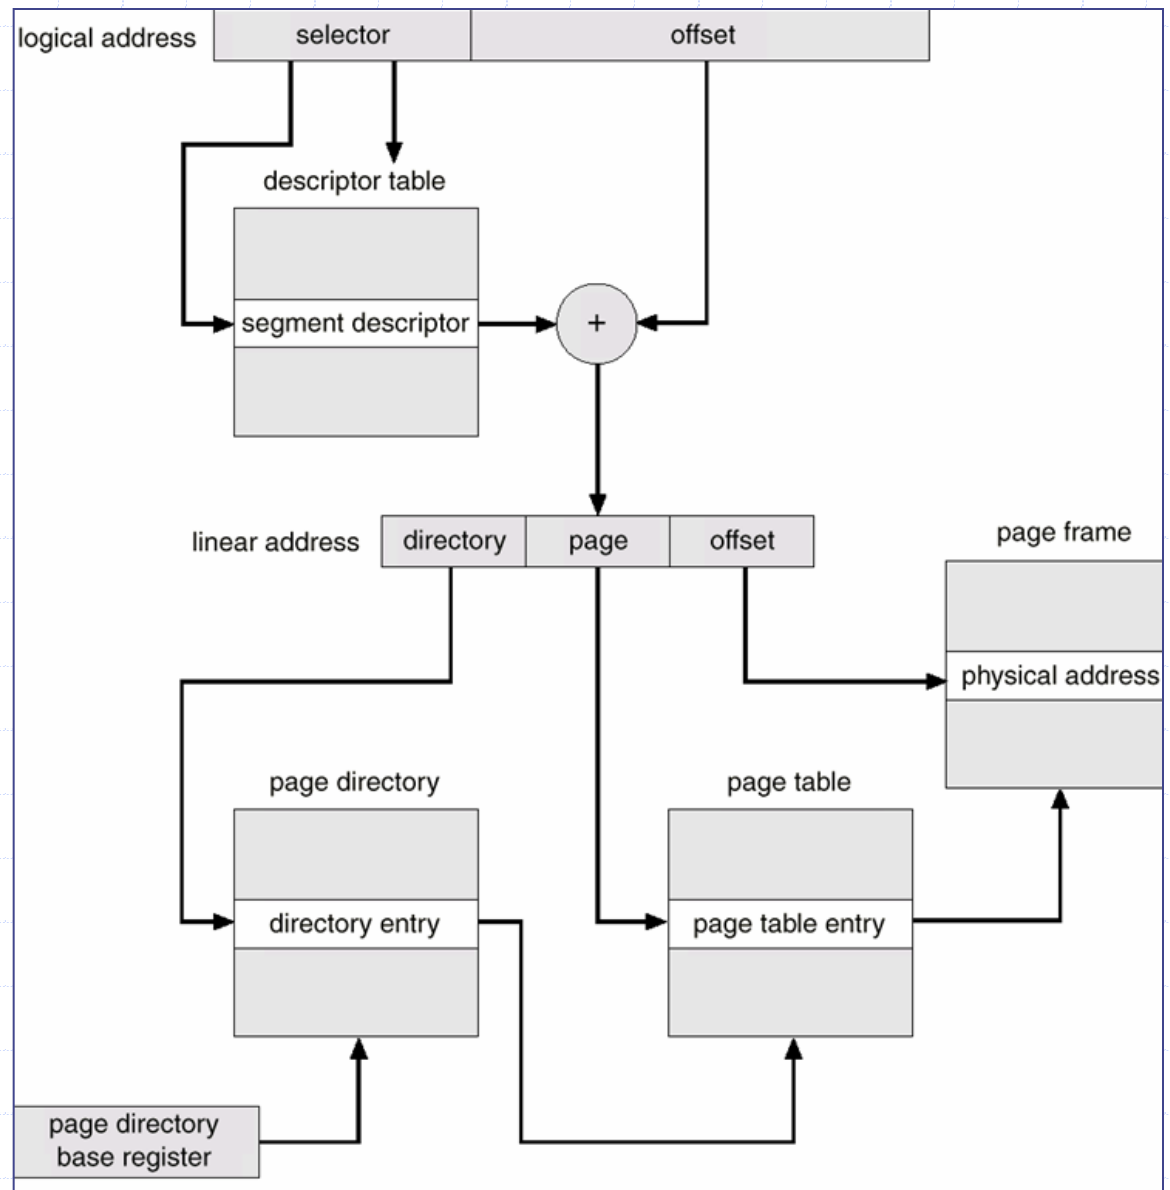 logical address
selector
offset
descriptor table
segment descriptor
+
linear address
directory
page
offset
page frame
physical address
page directory
page table
directory entry
page table entry
page directory
base register